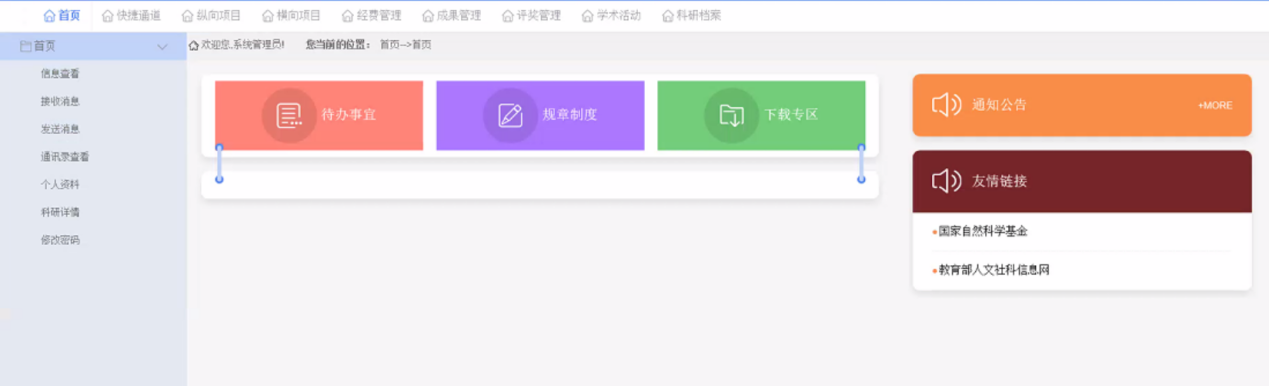 首页 快捷通道 纵向项目 横向项目 经费管理 成果管理 评奖管理 学术活动 科研档案
首页
欢迎您,系统管理员! 您当前的位置: 首页-->首页
信息查看
接收消息
发送消息
通讯录查看
个人资料
科研详情
修改密码
待办事宜 规章制度 下载专区
通知公告 +MORE
友情链接
国家自然科学基金
教育部人文社科信息网